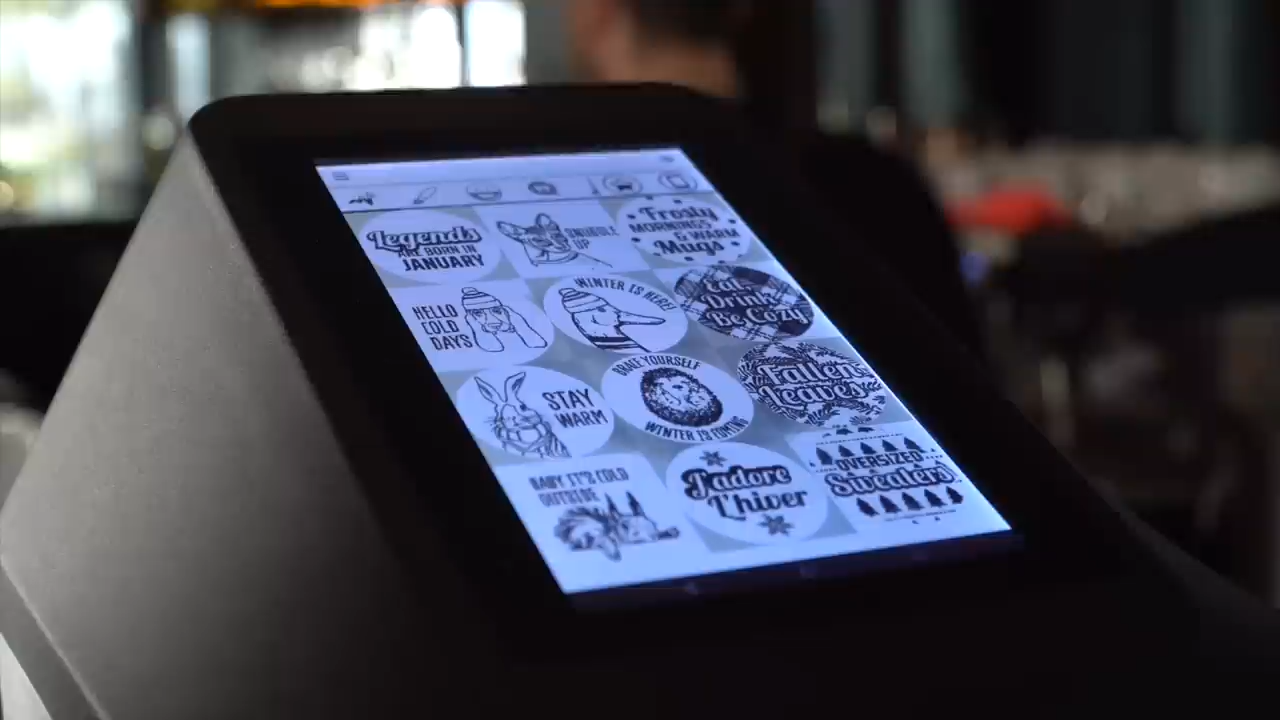 Legends
ARE BORN IN
JANUARY
SNUGGLE
UP
Frosty
MORNINGS
& WARM
Mugs
HELLO
COLD
DAYS
WINTER IS HERE!
Eat,
Drink
Be Cozy
STAY
WARM
BRACE YOURSELF
WINTER IS COMING
Fallen
Leaves
BABY IT'S COLD
OUTSIDE
J'adore
L'hiver
OVERSIZED
Sweaters